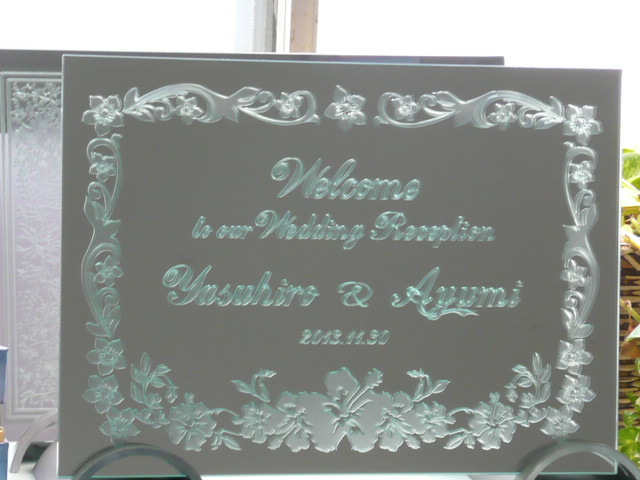 Welcome
to our Wedding Reception
Yasuhiro & Ayumi
2013.11.30